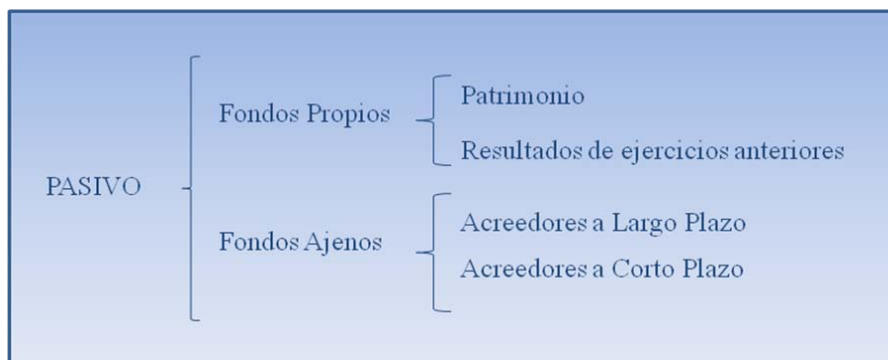 PASIVO
Fondos Propios
Patrimonio
Resultados de ejercicios anteriores
Fondos Ajenos
Acreedores a Largo Plazo
Acreedores a Corto Plazo